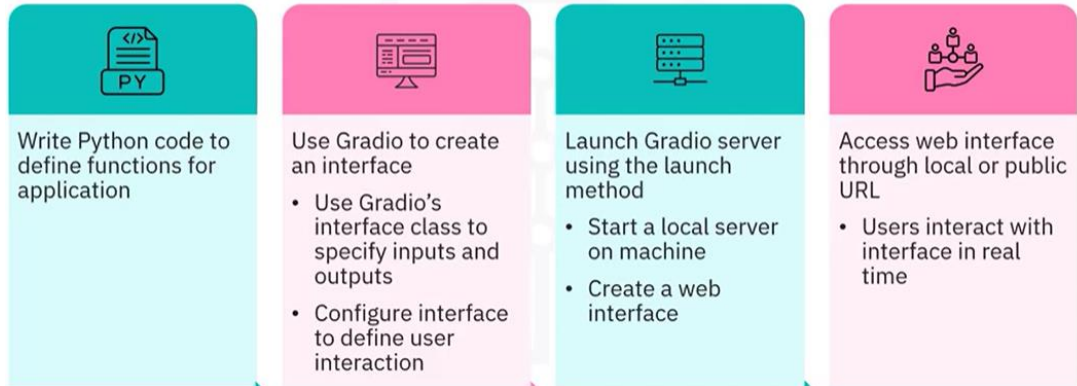 </>
PY
Write Python code to
define functions for
application
Use Gradio to create
an interface
• Use Gradio’s
interface class to
specify inputs and
outputs
• Configure interface
to define user
interaction
Launch Gradio server
using the launch
method
• Start a local server
on machine
• Create a web
interface
Access web interface
through local or public
URL
• Users interact with
interface in real
time